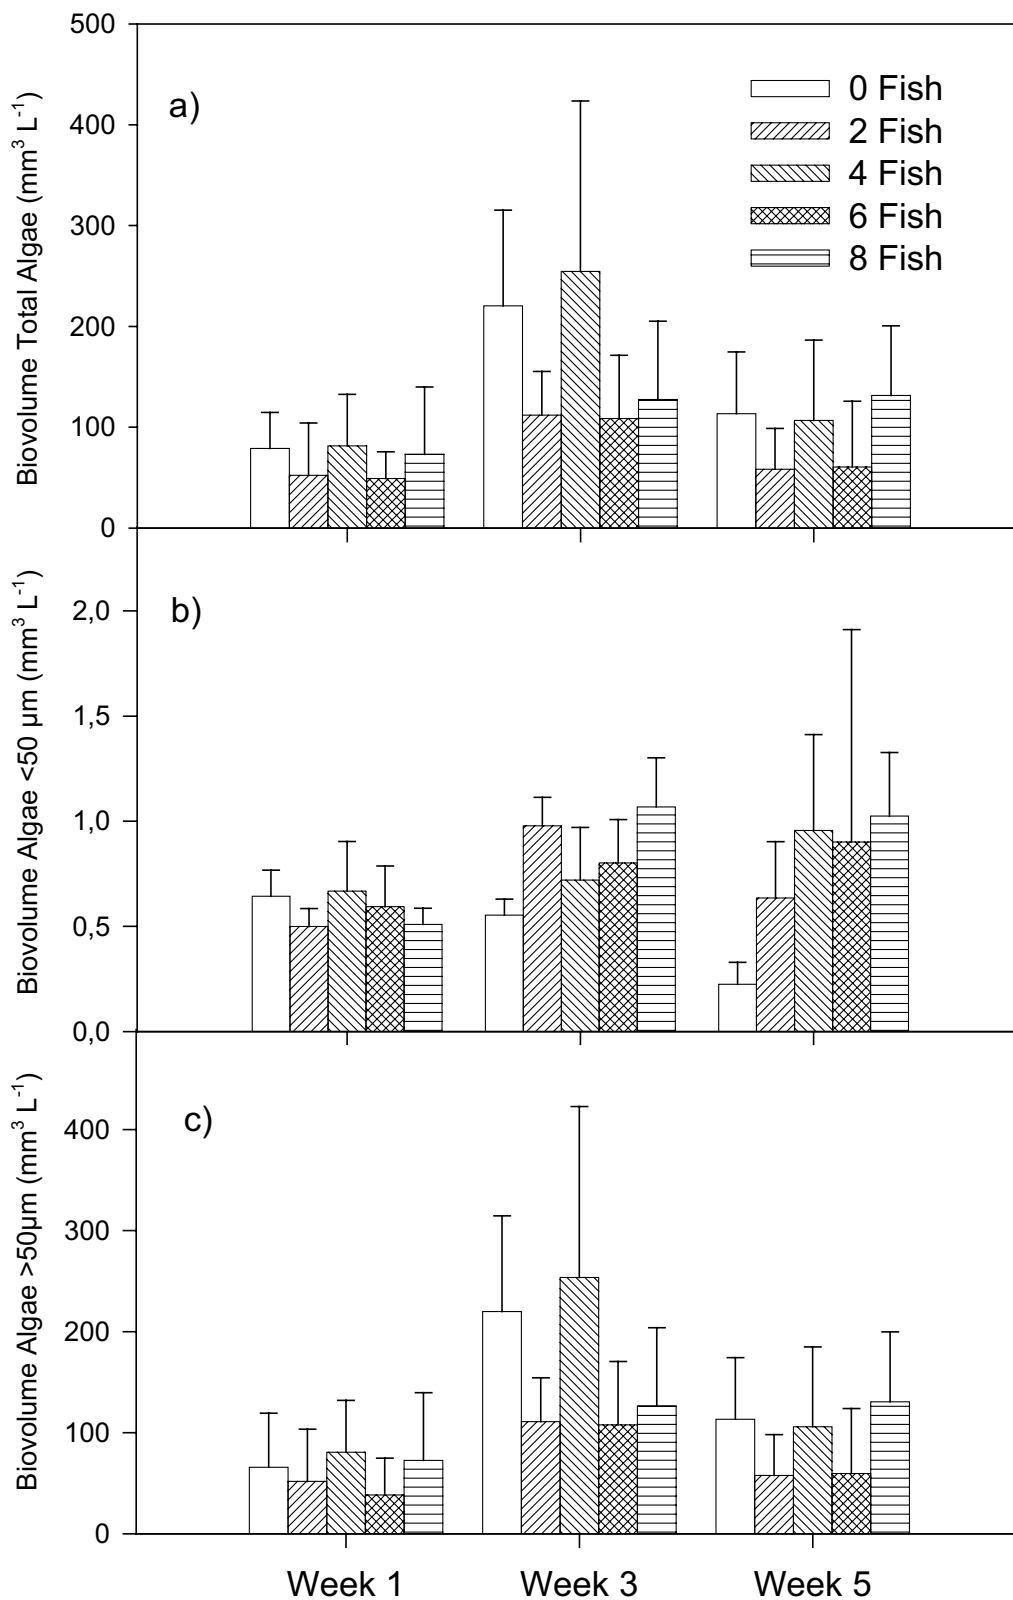 Biovolume Total Algae (mm³ L⁻¹)
500
400
300
200
100
0
a)
0 Fish
2 Fish
4 Fish
6 Fish
8 Fish
Biovolume Algae <50 µm (mm³ L⁻¹)
2,0
1,5
1,0
0,5
0,0
b)
Biovolume Algae >50µm (mm³ L⁻¹)
400
300
200
100
0
c)
Week 1 Week 3 Week 5